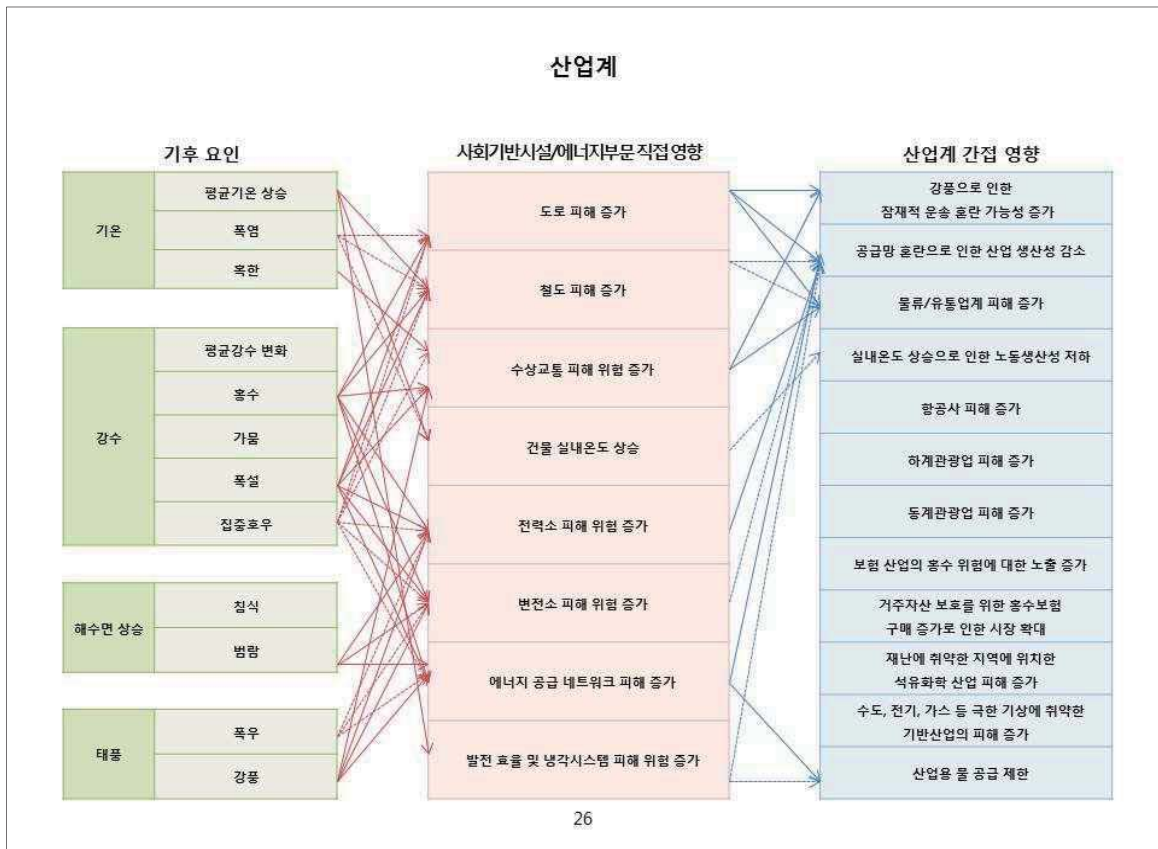 산업계
기후 요인
기온
평균기온 상승
폭염
혹한
강수
평균강수 변화
홍수
가뭄
폭설
집중호우
해수면 상승
침식
범람
태풍
폭우
강풍
사회기반시설/에너지부문 직접 영향
도로 피해 증가
철도 피해 증가
수상교통 피해 위험 증가
건물 실내온도 상승
전력소 피해 위험 증가
변전소 피해 위험 증가
에너지 공급 네트워크 피해 증가
발전 효율 및 냉각시스템 피해 위험 증가
산업계 간접 영향
강풍으로 인한
잠재적 운송 혼란 가능성 증가
공급망 혼란으로 인한 산업 생산성 감소
물류/유통업계 피해 증가
실내온도 상승으로 인한 노동생산성 저하
항공사 피해 증가
하계관광업 피해 증가
동계관광업 피해 증가
보험 산업의 홍수 위험에 대한 노출 증가
거주자산 보호를 위한 홍수보험
구매 증가로 인한 시장 확대
재난에 취약한 지역에 위치한
석유화학 산업 피해 증가
수도, 전기, 가스 등 극한 기상에 취약한
기반산업의 피해 증가
산업용 물 공급 제한
26